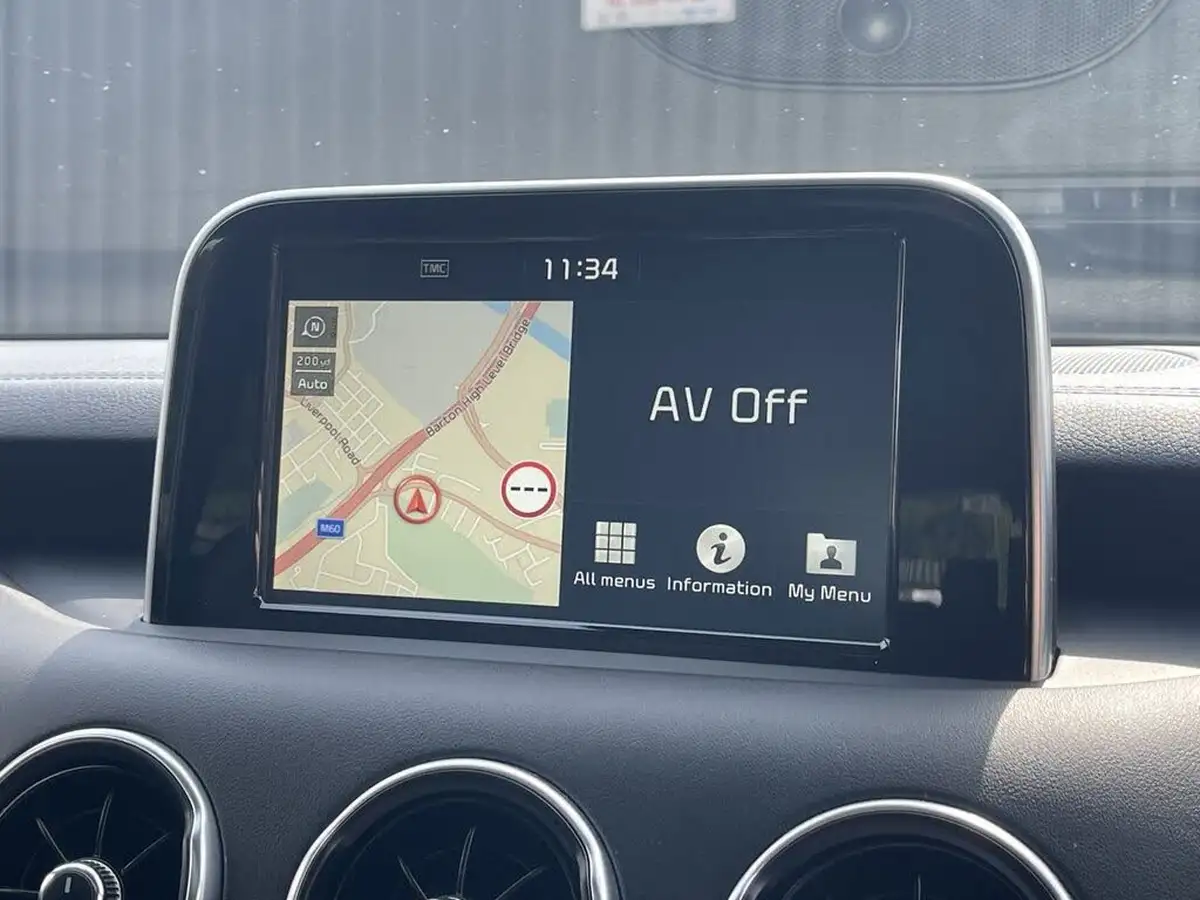 TMC
11:34
N
200yd
Auto
Barton High Level Bridge
Liverpool Road
M60
---
AV Off
All menus
Information
My Menu